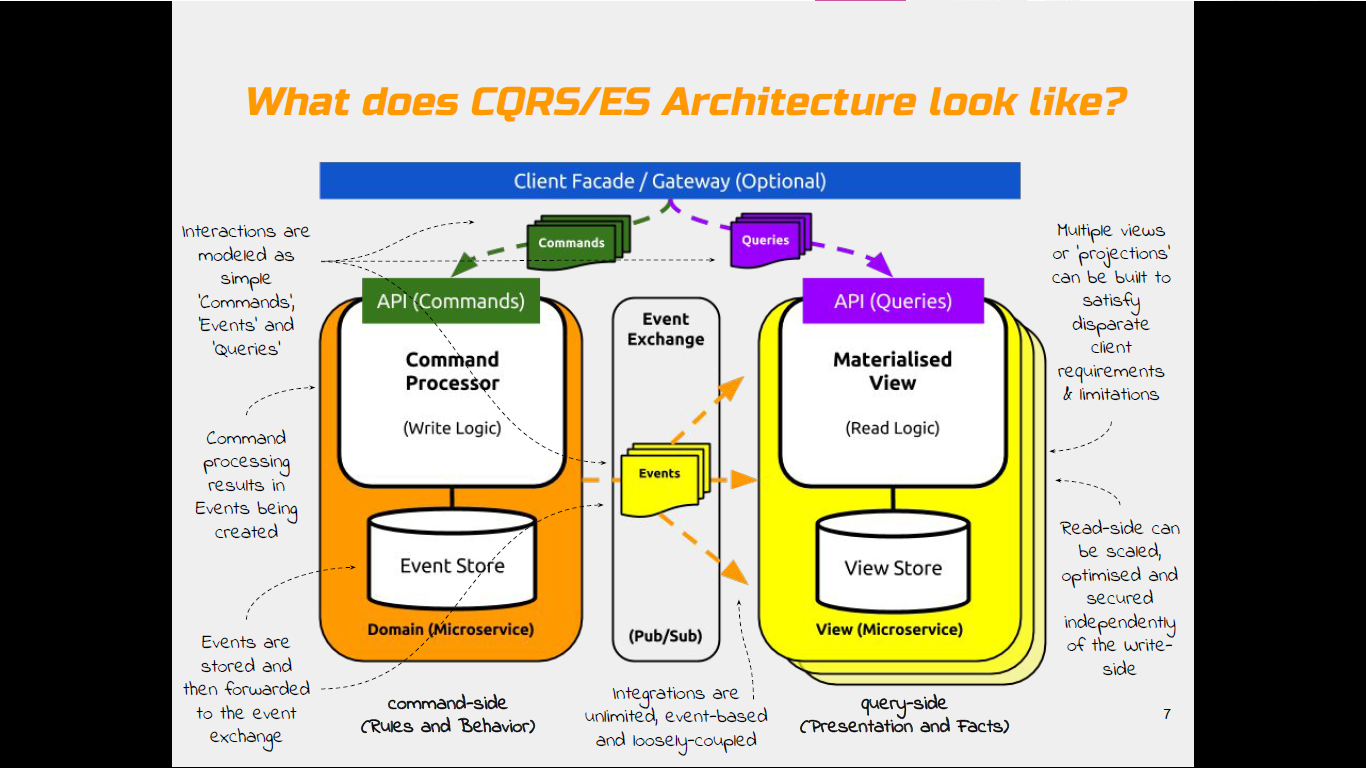 What does CQRS/ES Architecture look like?
Client Facade / Gateway (Optional)
Interactions are
modeled as
simple
'Commands',
'Events' and
'Queries'
Commands
Queries
Multiple views
or 'projections'
can be built to
satisfy
disparate
client
requirements
& limitations
API (Commands)
Command
Processor
(Write Logic)
Event
Exchange
API (Queries)
Materialised
View
(Read Logic)
Command
processing
results in
Events being
created
Events
Event Store
Domain (Microservice)
(Pub/Sub)
View Store
View (Microservice)
Read-side can
be scaled,
optimised and
secured
independently
of the write-
side
Events are
stored and
then forwarded
to the event
exchange
command-side
(Rules and Behavior)
Integrations are
unlimited, event-based
and loosely-coupled
query-side
(Presentation and Facts)
7